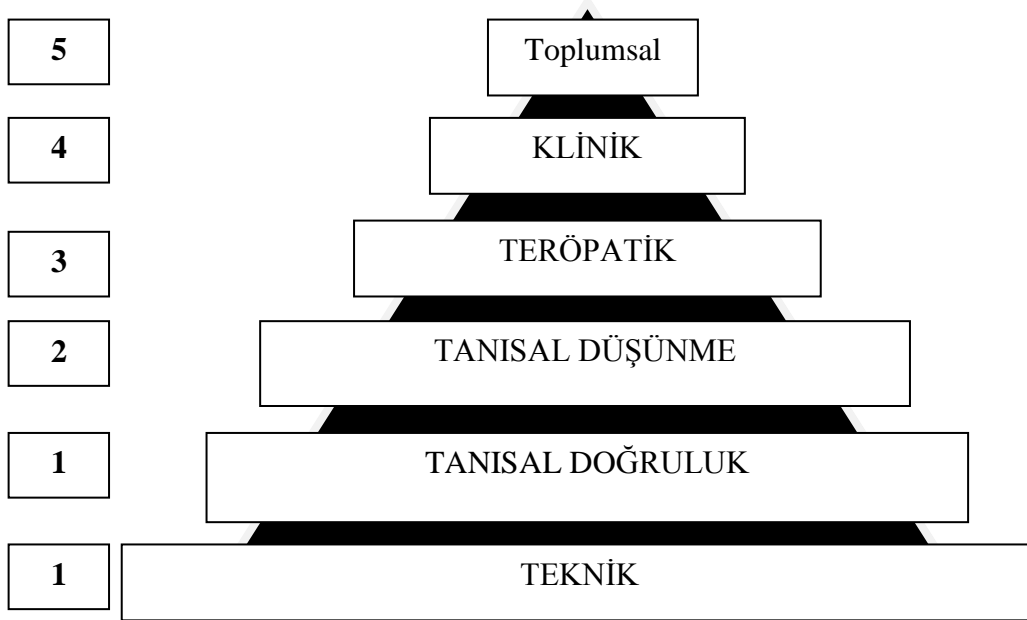 5 Toplumsal
4 KLİNİK
3 TERÖPATİK
2 TANISAL DÜŞÜNME
1 TANISAL DOĞRULUK
1 TEKNİK